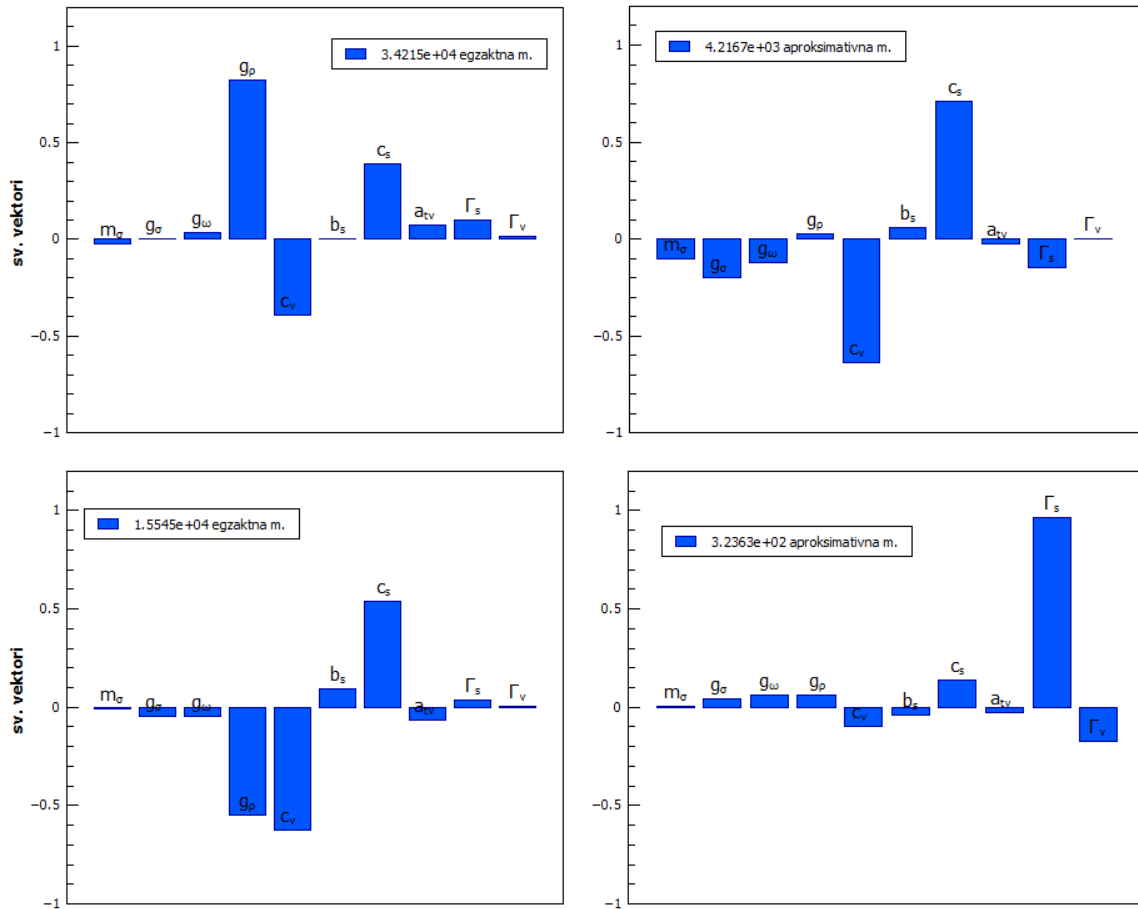 3.4215e+04 egzaktna m.
1
0.5
0
−0.5
−1
sv. vektori
mσ
gσ
gω
gρ
cv
bs
cs
atv
Γs
Γv
4.2167e+03 aproksimativna m.
1
0.5
0
−0.5
−1
mσ
gσ
gω
gρ
cv
bs
cs
atv
Γs
Γv
1.5545e+04 egzaktna m.
1
0.5
0
−0.5
−1
sv. vektori
mσ
gσ
gω
gρ
cv
bs
cs
atv
Γs
Γv
3.2363e+02 aproksimativna m.
1
0.5
0
−0.5
−1
mσ
gσ
gω
gρ
cv
bs
cs
atv
Γs
Γv